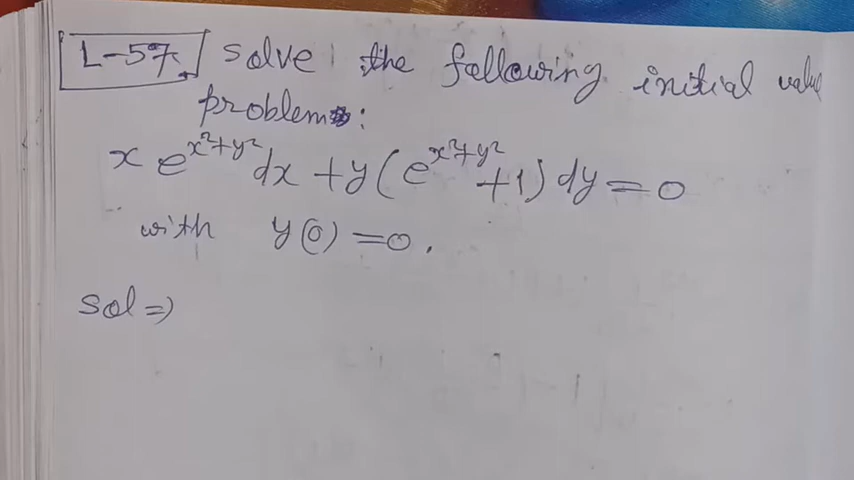 L-57. solve the following initial value
problem:
x e^{x²+y²} dx + y (e^{x²+y²} + 1) dy = 0
with y(0) = 0.
Sol ⇒